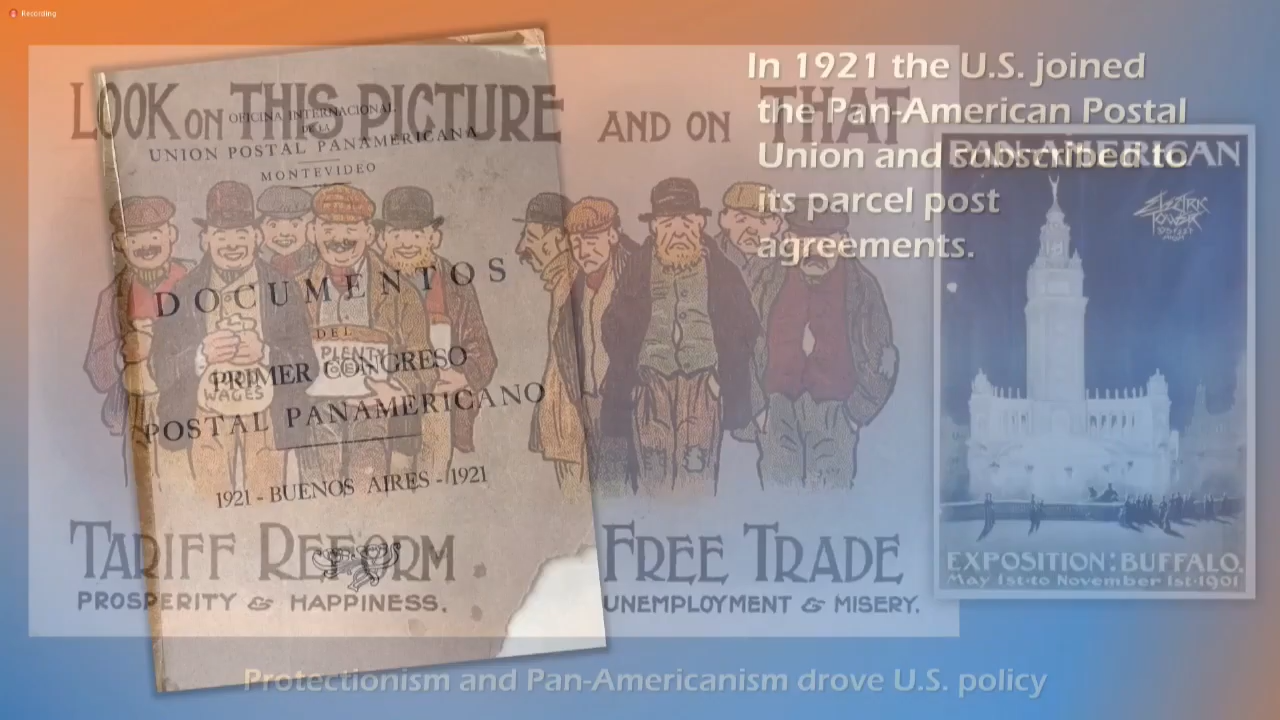 Recording
In 1921 the U.S. joined
the Pan-American Postal
Union and subscribed to
its parcel post
agreements.
LOOK ON THIS PICTURE AND ON THAT
OFICINA INTERNACIONAL
DE LA
UNION POSTAL PANAMERICANA
MONTEVIDEO
DOCUMENTOS
DEL
PRIMER CONGRESO
POSTAL PANAMERICANO
1921 - BUENOS AIRES - 1921
PLENTY
WAGES
TARIFF REFORM
PROSPERITY & HAPPINESS.
FREE TRADE
UNEMPLOYMENT & MISERY.
PAN-AMERICAN
ELECTRIC
TOWER
EXPOSITION: BUFFALO.
May 1st to November 1st-1901
Protectionism and Pan-Americanism drove U.S. policy